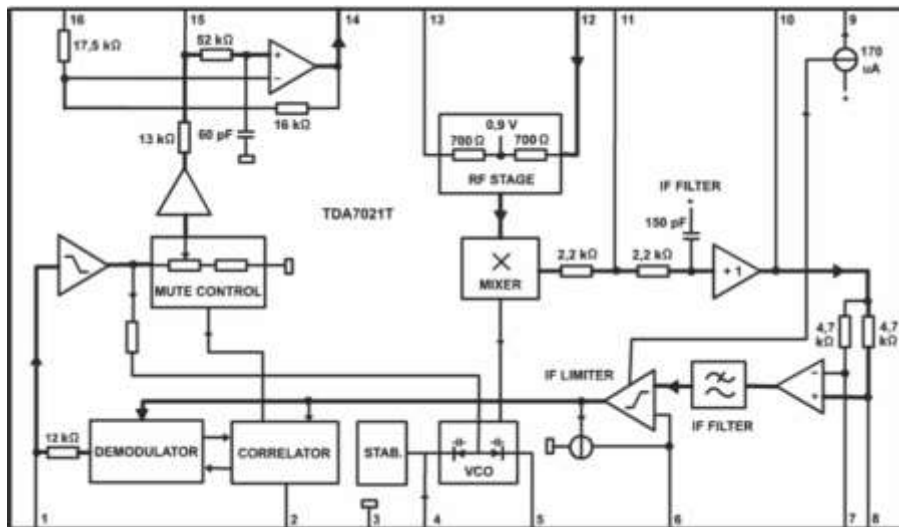 16 15 14 13 12 11 10 9
17,5 kΩ
52 kΩ
170
uA
+
−
+
16 kΩ
60 pF
13 kΩ
0,9 V
700 Ω 700 Ω
RF STAGE
IF FILTER
+
150 pF
TDA7021T
2,2 kΩ 2,2 kΩ
+ 1
MIXER
MUTE CONTROL
4,7
kΩ
4,7
kΩ
IF LIMITER
−
+
IF FILTER
12 kΩ
DEMODULATOR
CORRELATOR
STAB.
VCO
1 2 3 4 5 6 7 8